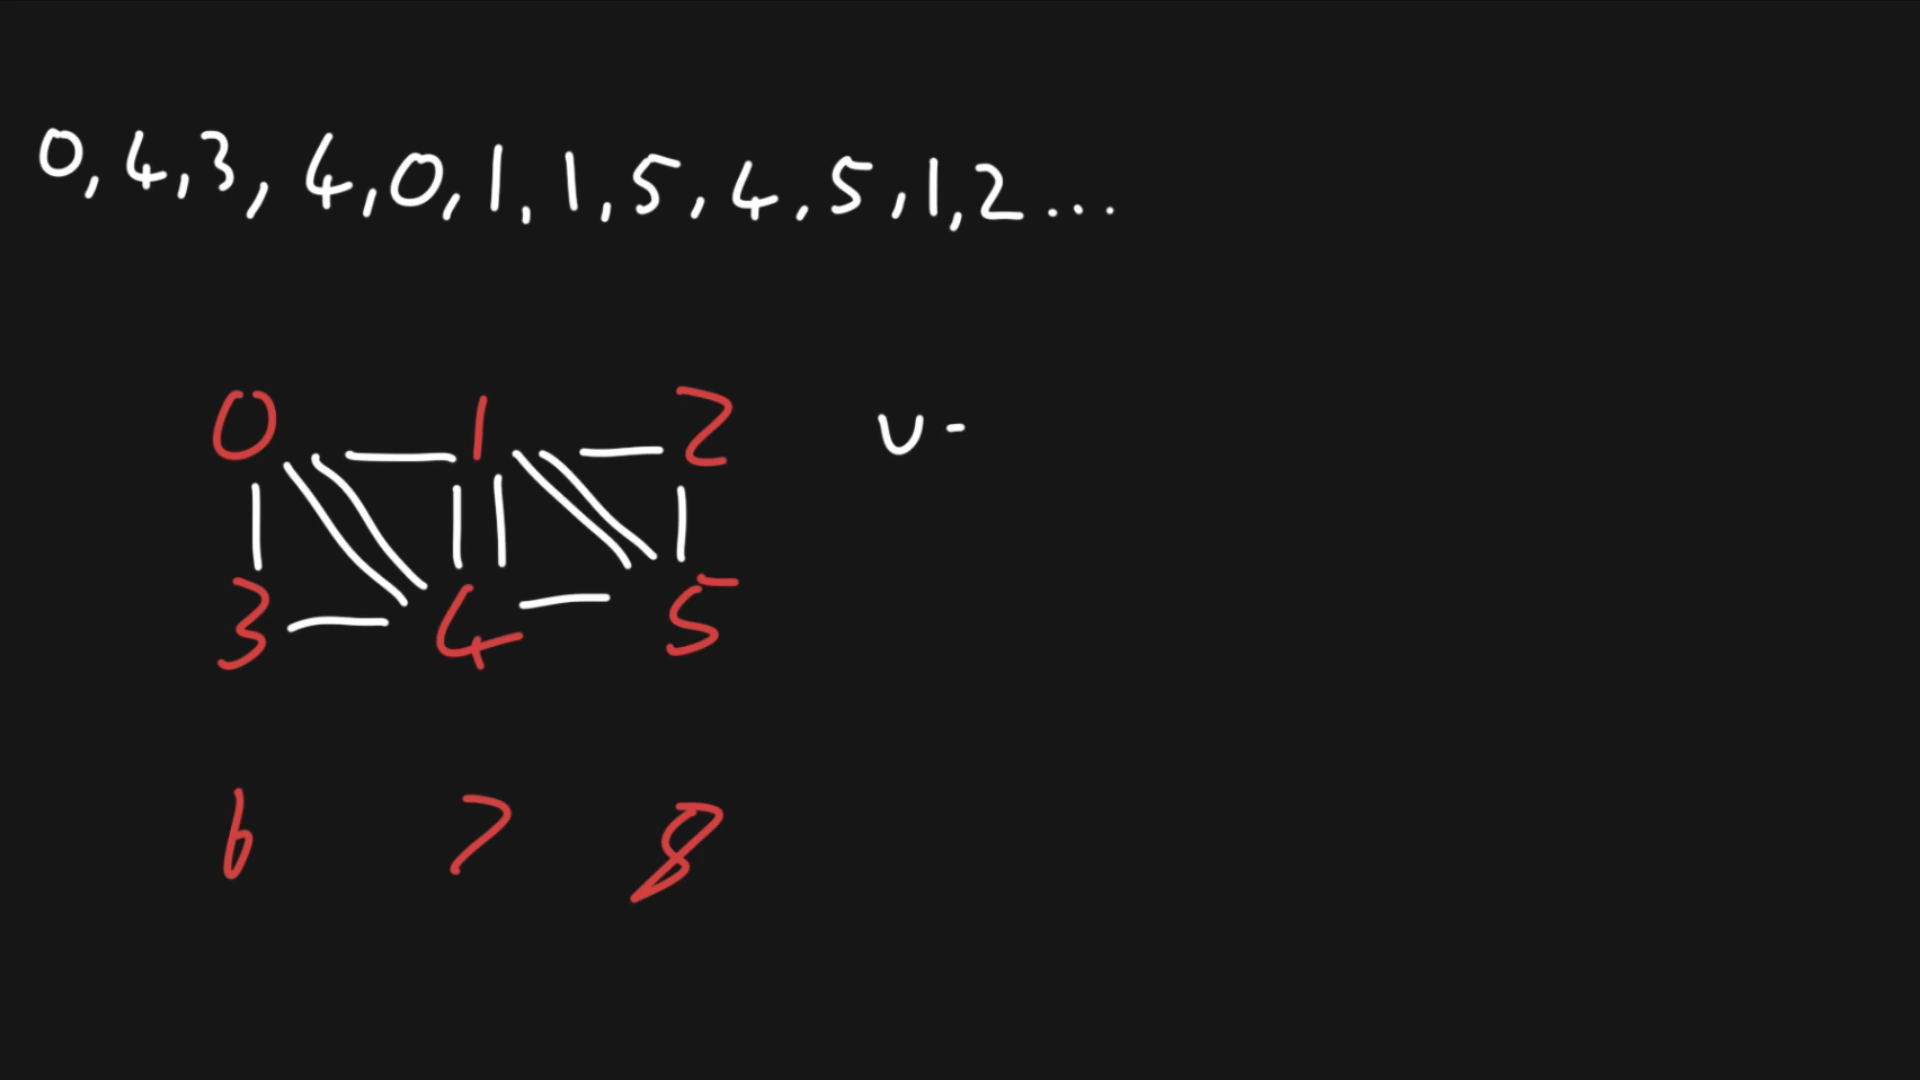 0, 4, 3, 4, 0, 1, 1, 5, 4, 5, 1, 2 ...
0 1 2 v -
3 4 5
6 7 8